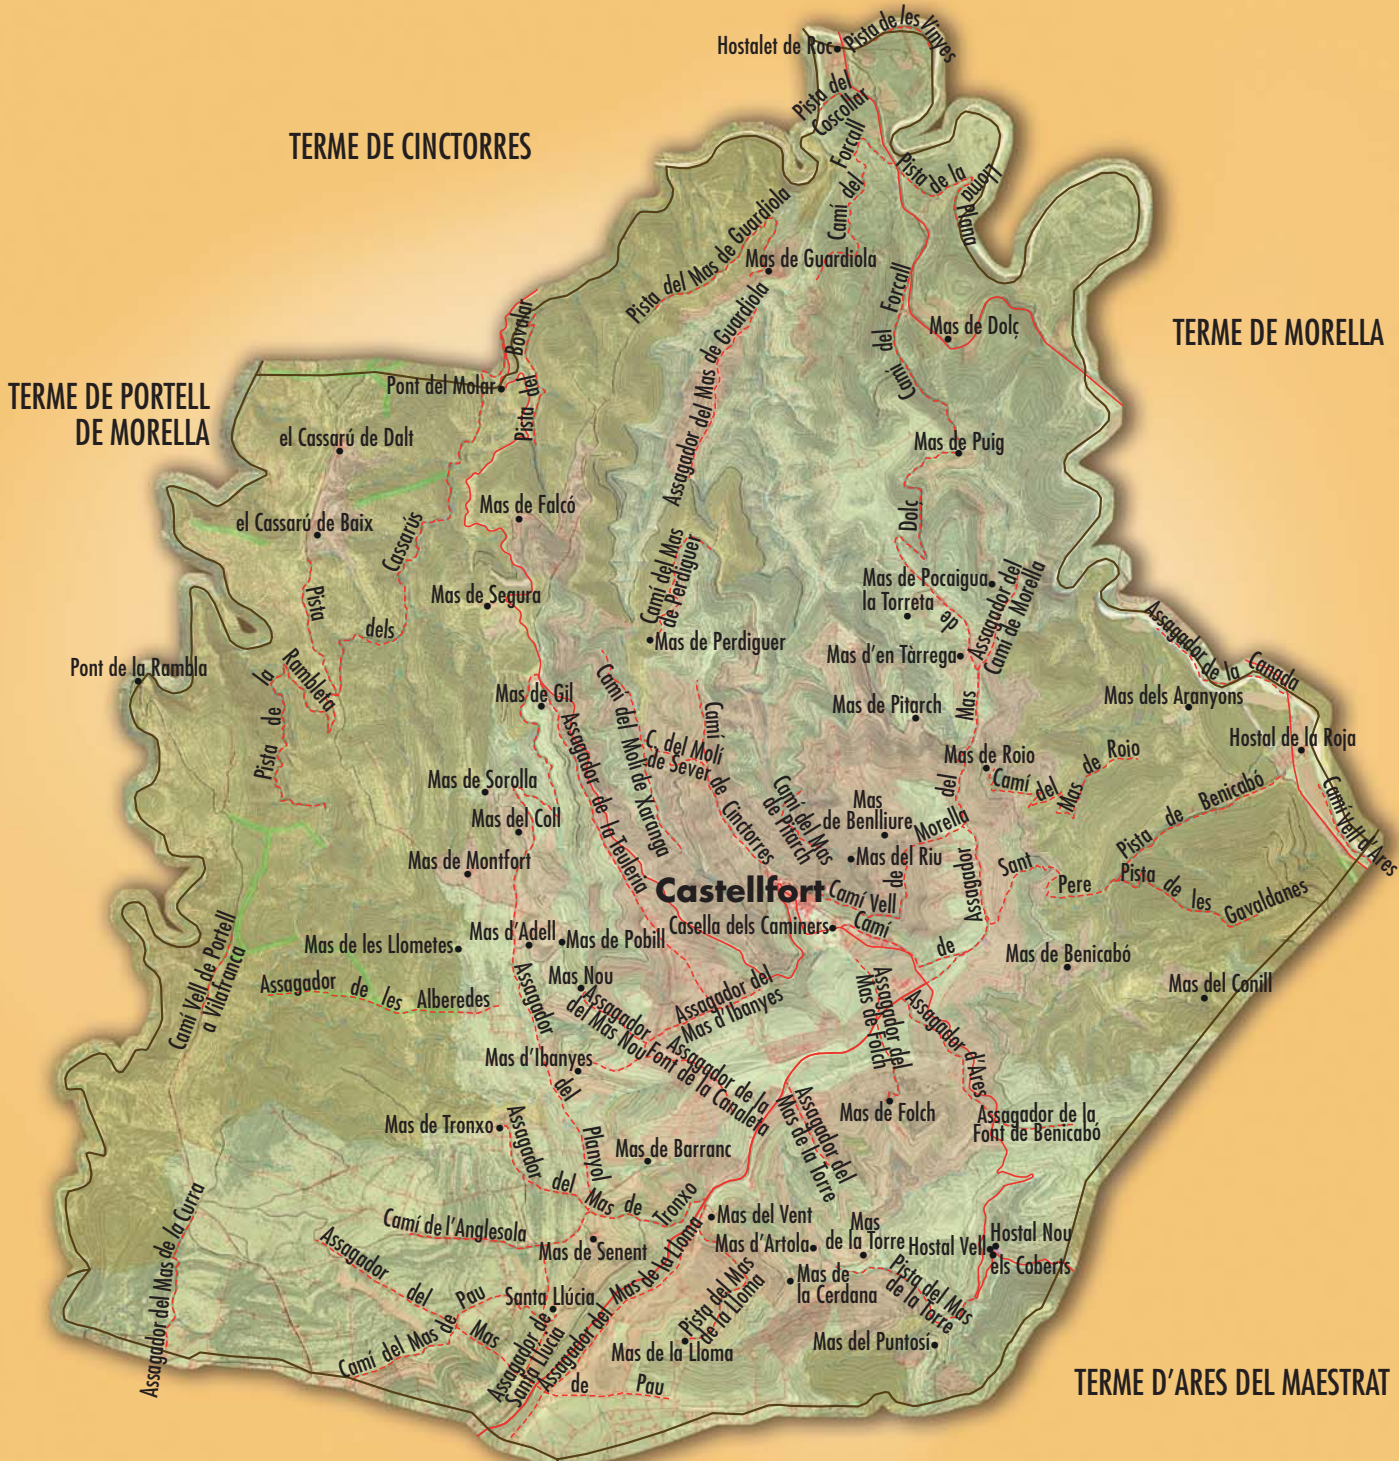 Hostalet de Roc
Pista de les Vinyes
Pista del
Coscollar
TERME DE CINCTORRES
Camí del Forcall
Pista de la Lloma
Plana
Pista del Mas de Guardiola
Mas de Guardiola
Camí del Forcall
Assagador del Mas de Guardiola
Mas de Dolç
TERME DE MORELLA
Pista del Bovalar
Pont del Molar
TERME DE PORTELL
DE MORELLA
el Cassarú de Dalt
Mas de Puig
Mas de Falcó
el Cassarú de Baix
Pista dels Cassarús
Camí del Mas
de Perdiguer
Mas de Pocaigua
la Torreta
Assagador del
Camí de Morella
Mas de Segura
Mas de Perdiguer
Mas d'en Tàrrega
Assagador de la Canada
Pont de la Rambla
Pista de la Rambleta
Mas de Gil
Mas de Pitarch
Mas dels Aranyons
Hostal de la Roja
Camí Vell d'Ares
Assagador de la Teuleria
Camí del Molí de Xaranga
C. del Molí
de Sever
Camí de Cinctorres
Camí del Mas
de Pitarch
Assagador del Mas de Dolç
Mas de Roio
Camí del Mas de Roio
Mas de Sorolla
Mas del Coll
Mas
de Benlliure
Pista de Benicabó
Mas de Montfort
Mas del Riu
Camí Vell de Morella
Castellfort
Pista de les Gavaldanes
Casella dels Caminers
Camí de Sant Pere
Camí Vell de Portell
a Vilafranca
Mas de les Llometes
Mas d'Adell
Mas de Pobill
Mas de Benicabó
Mas del Conill
Assagador de les Alberedes
Mas Nou
Assagador
del Mas Nou
Assagador del
Mas d'Ibanyes
Assagador del
Mas de Folch
Assagador d'Ares
Mas d'Ibanyes
Assagador de la
Font de la Canaleta
Assagador del Planyol
Assagador del
Mas de la Torre
Mas de Folch
Assagador de la
Font de Benicabó
Mas de Tronxo
Assagador del Mas de Tronxo
Mas de Barranc
Camí de l'Anglesola
Mas de Senent
Mas del Vent
Mas d'Artola
Mas
de la Torre
Hostal Nou
Hostal Vell
els Coberts
Assagador del Mas de la Curra
Assagador del Mas de Pau
Mas de
la Cerdana
Pista del Mas
de la Torre
Santa Llúcia
Assagador del Mas de la Lloma
Pista del Mas
de la Lloma
Camí del Mas de Pau
Assagador de
Santa Llúcia
Mas de la Lloma
Mas del Puntosí
TERME D'ARES DEL MAESTRAT